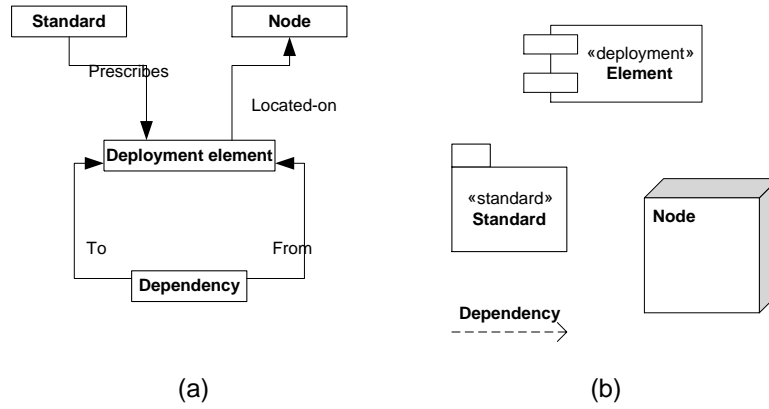 Standard
Node
Prescribes
Located-on
Deployment element
To
From
Dependency
(a)
«deployment»
Element
«standard»
Standard
Node
Dependency
(b)